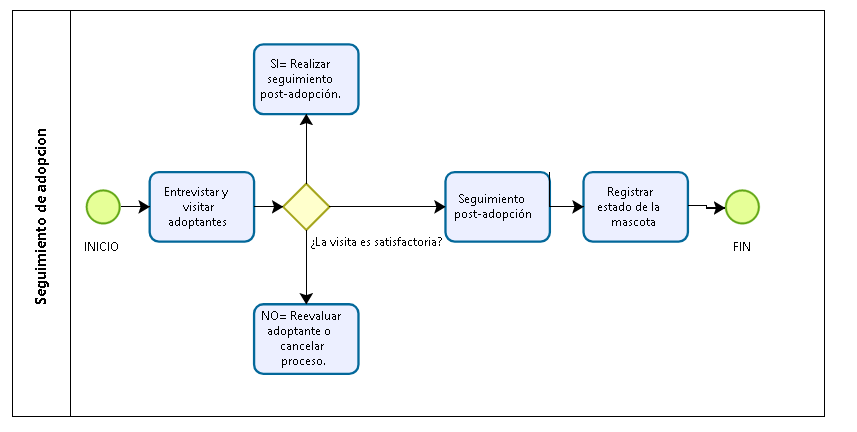 Seguimiento de adopcion
INICIO
Entrevistar y
visitar
adoptantes
SI= Realizar
seguimiento
post-adopción.
¿La visita es satisfactoria?
NO= Reevaluar
adoptante o
cancelar
proceso.
Seguimiento
post-adopción
Registrar
estado de la
mascota
FIN